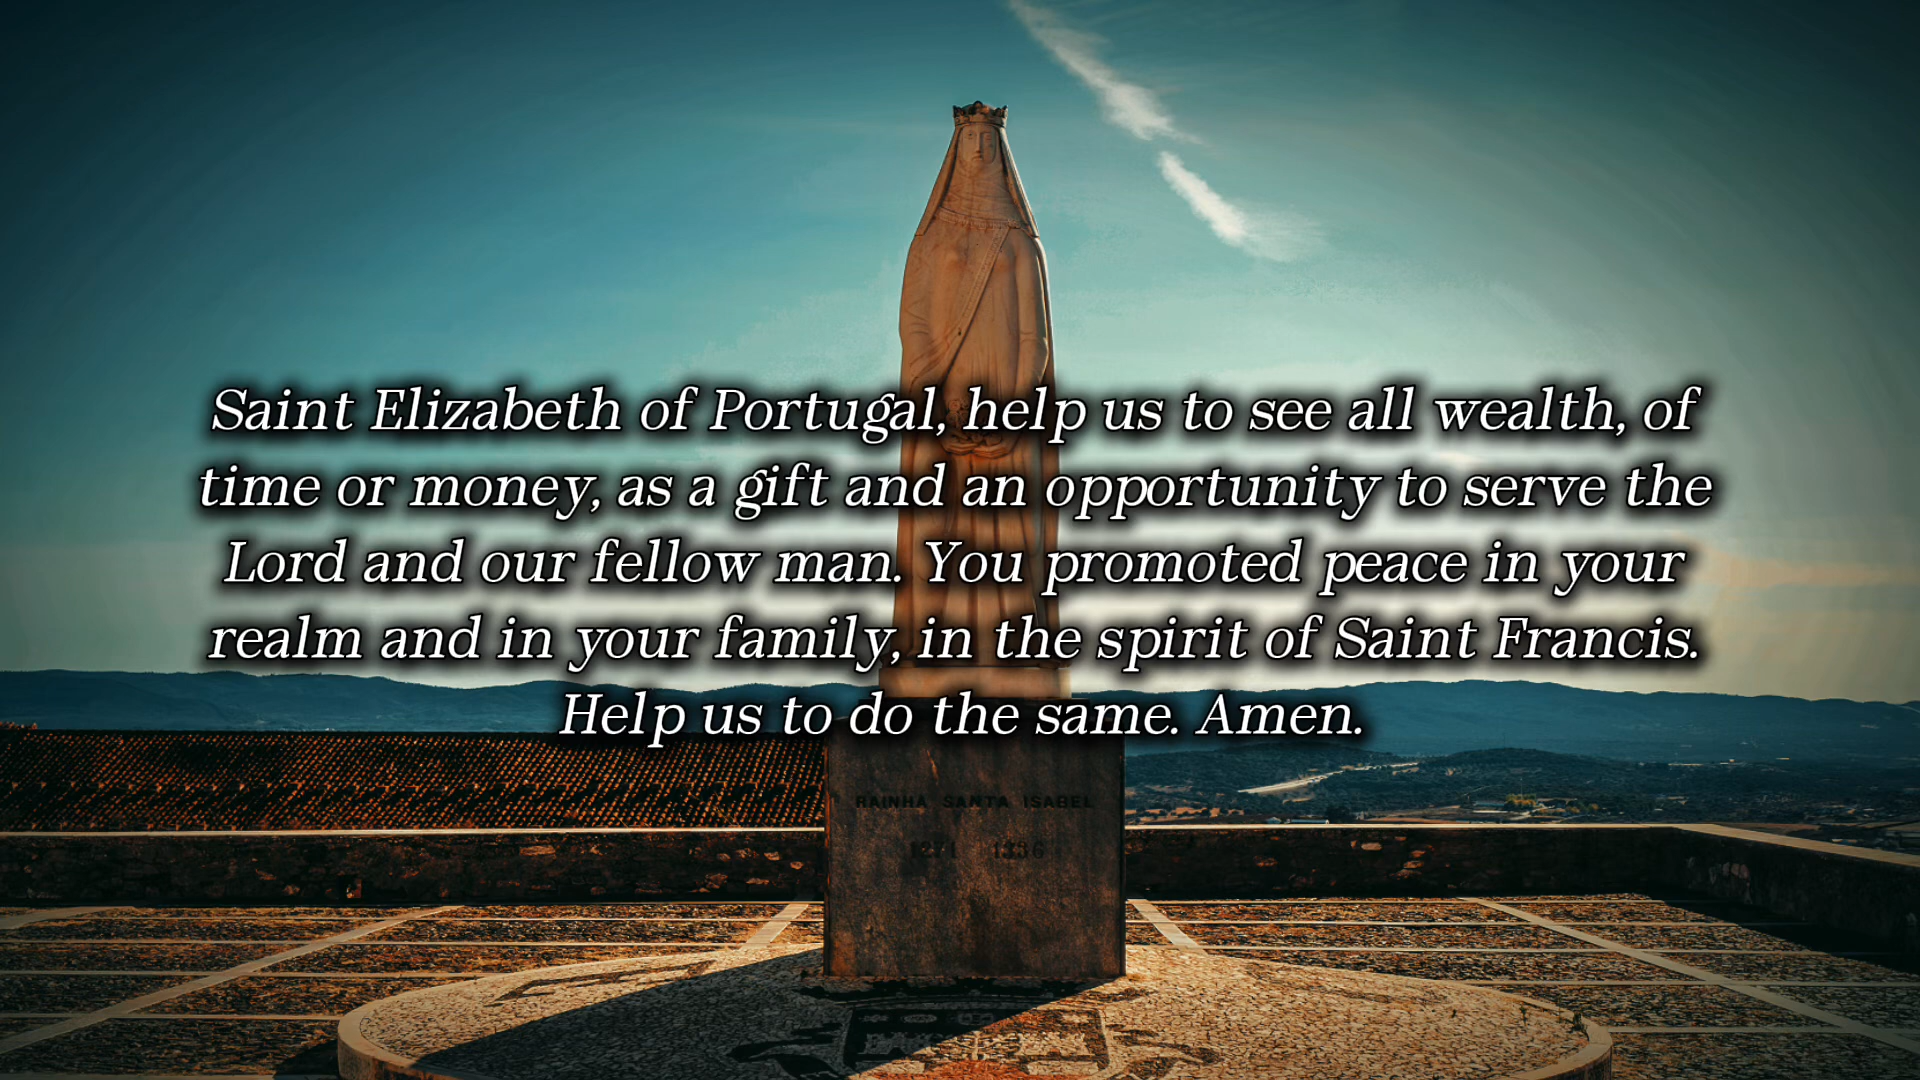 Saint Elizabeth of Portugal, help us to see all wealth, of
time or money, as a gift and an opportunity to serve the
Lord and our fellow man. You promoted peace in your
realm and in your family, in the spirit of Saint Francis.
Help us to do the same. Amen.
RAINHA SANTA ISABEL
1271 1336